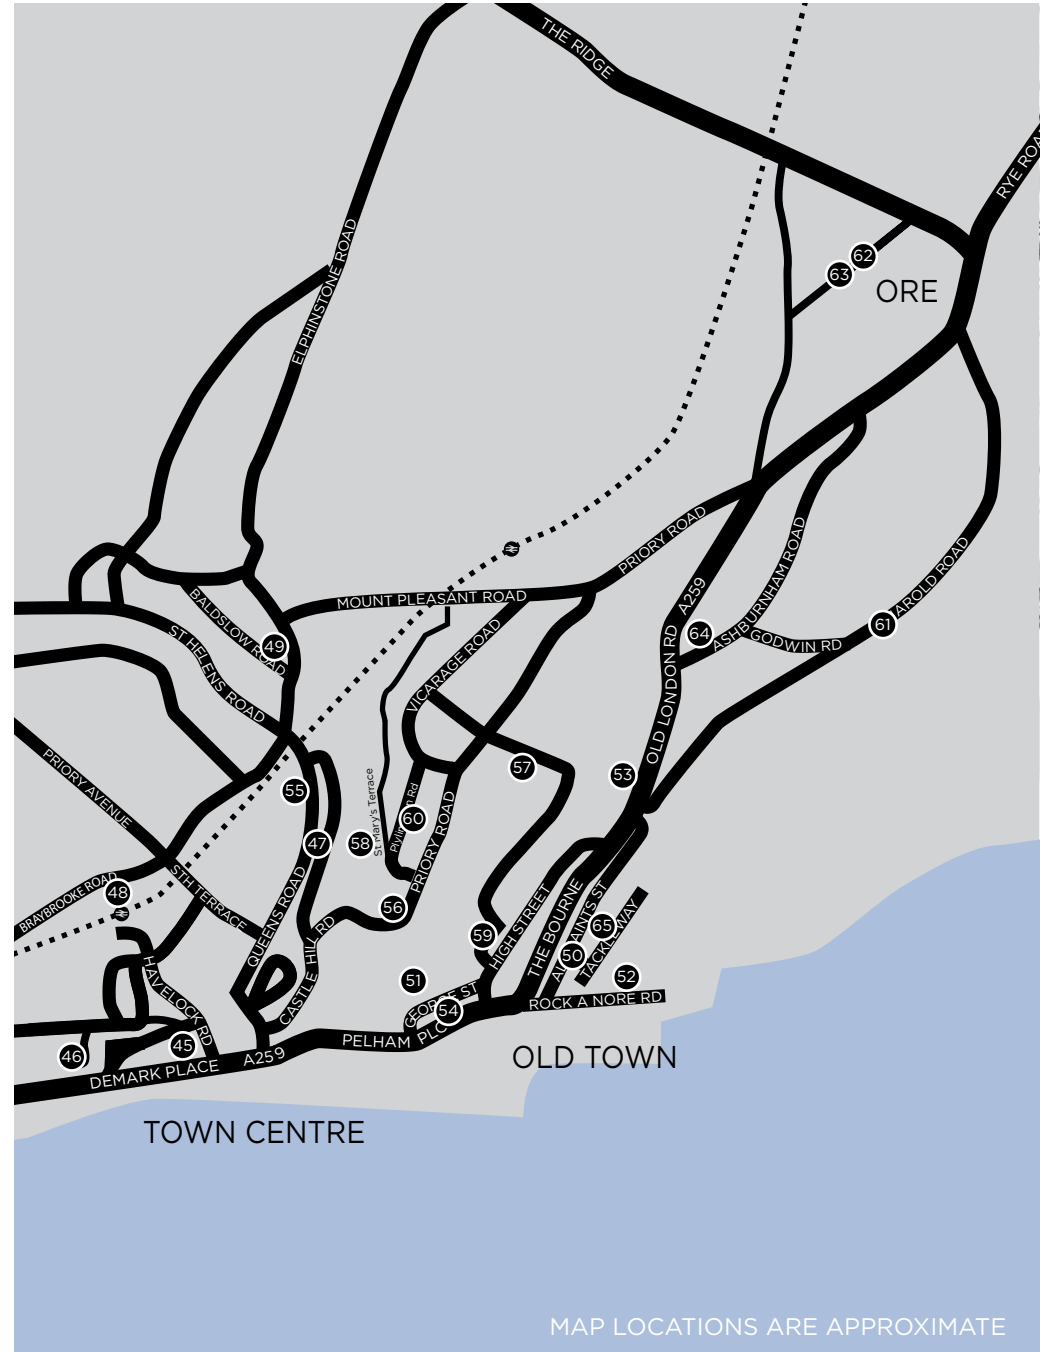 THE RIDGE
RYE ROA
ELPHINSTONE ROAD
62
63
ORE
PRIORY ROAD
MOUNT PLEASANT ROAD
A259
ASHBURNHAM ROAD
AROLD ROAD
BALDSLOW ROAD
49
ST HELENS ROAD
VICARAGE ROAD
64
GODWIN RD
61
OLD LONDON RD
PRIORY AVENUE
55
57
53
St Mary's Terrace
60
PRIORY ROAD
47
58
BRAYBROOKE ROAD
48
STH TERRACE
QUEENS ROAD
56
CASTLE HILL RD
59
HIGH STREET
THE BOURNE
65
50
TACKLEWAY
HAVELOCK RD
51
52
GEORGE ST
54
ROCK A NORE RD
46
45
DEMARK PLACE
A259
PELHAM PLC
OLD TOWN
TOWN CENTRE
MAP LOCATIONS ARE APPROXIMATE